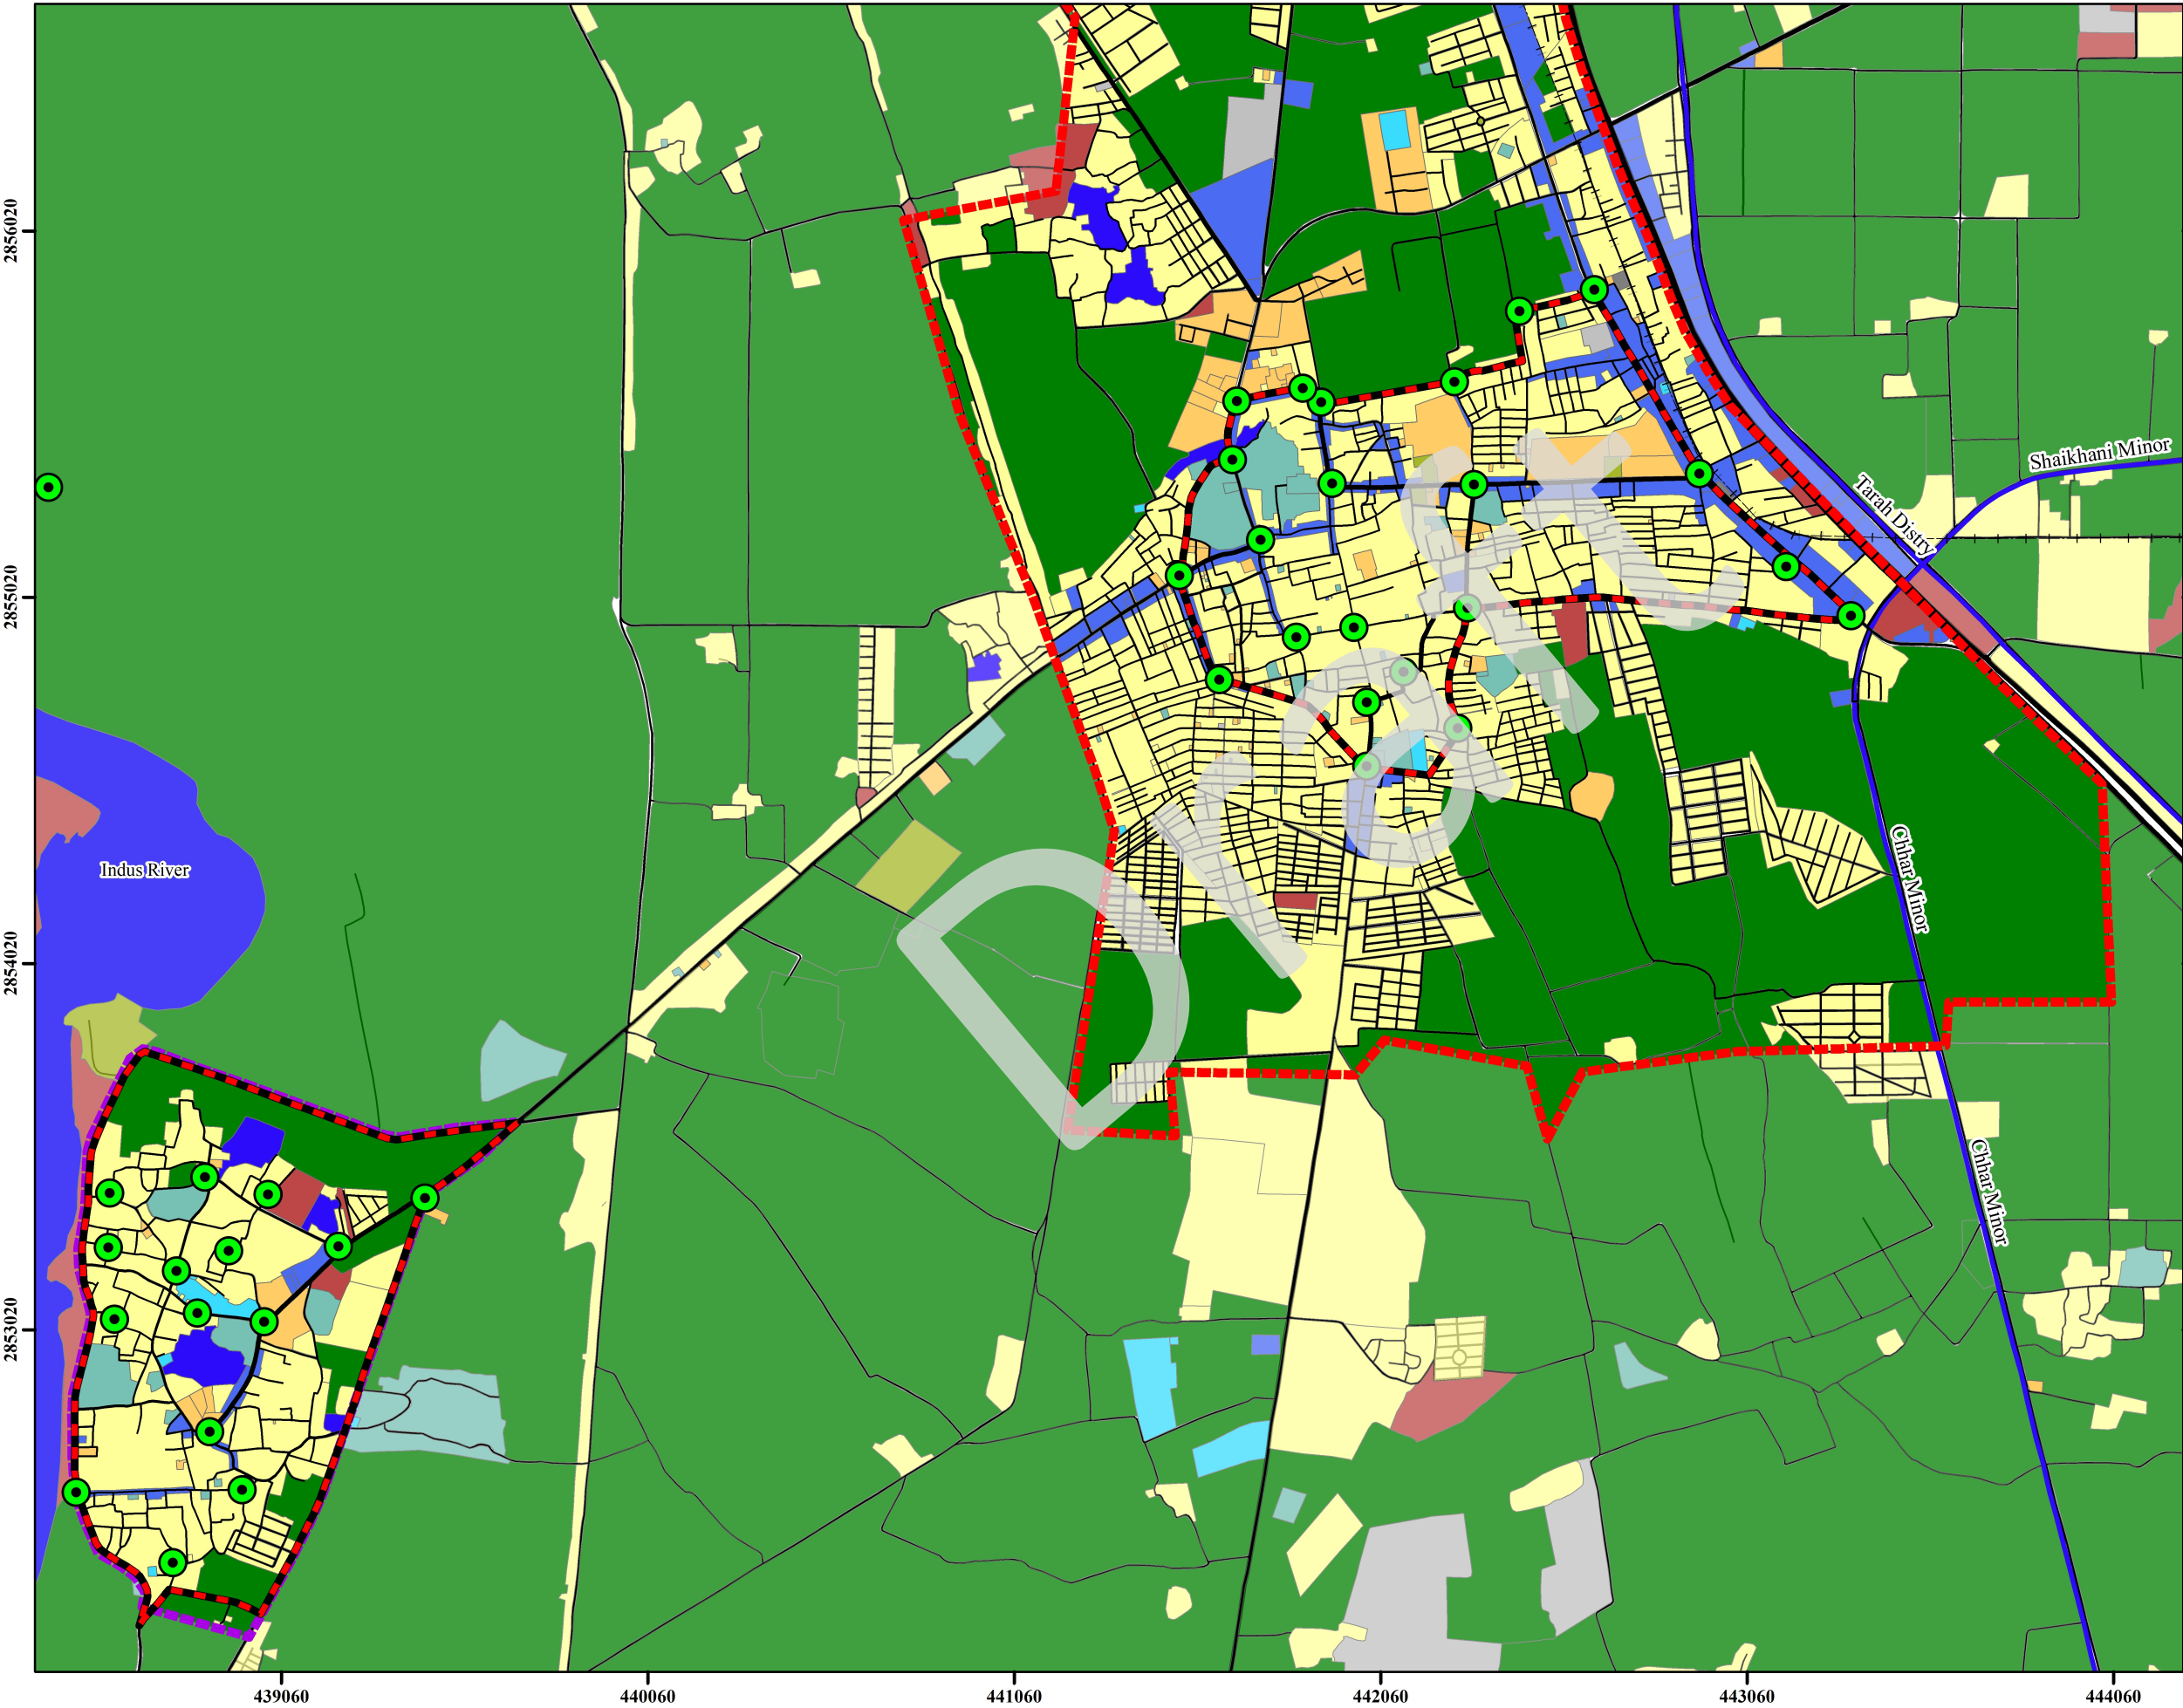 2856020
Shaikhani Minor
Tarah Distry
2855020
Draft
Indus River
Chhar Minor
2854020
Chhar Minor
2853020
439060 440060 441060 442060 443060 444060